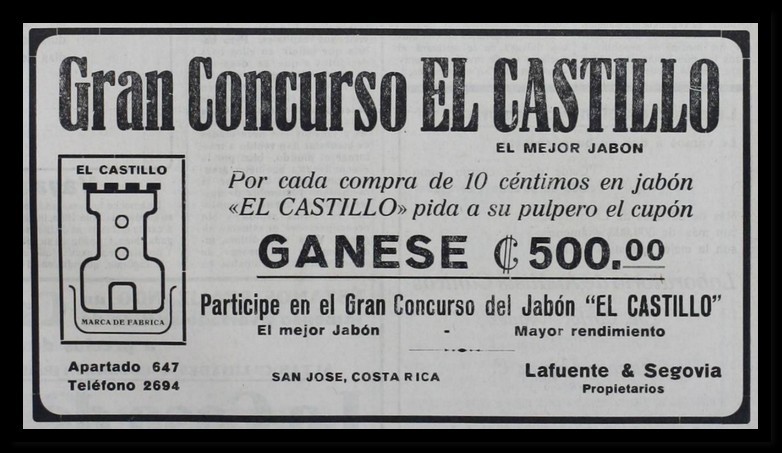 Gran Concurso EL CASTILLO
EL MEJOR JABON
EL CASTILLO
MARCA DE FABRICA
Por cada compra de 10 céntimos en jabón
«EL CASTILLO» pida a su pulpero el cupón
GANESE ₡ 500.00
Participe en el Gran Concurso del Jabón “EL CASTILLO”
El mejor Jabón - Mayor rendimiento
Apartado 647
Teléfono 2694
SAN JOSE, COSTA RICA
Lafuente & Segovia
Propietarios